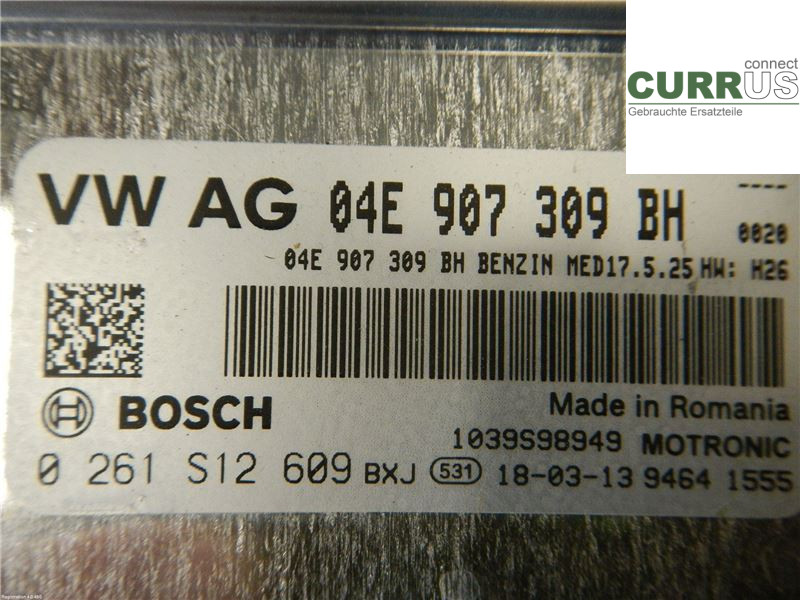 connect
CURRUS
Gebrauchte Ersatzteile
VW AG 04E 907 309 BH ----
0020
04E 907 309 BH BENZIN MED17.5.25 HW: H26
BOSCH
Made in Romania
1039S98949 MOTRONIC
0 261 S12 609 BXJ 531 18-03-13 9464 1555